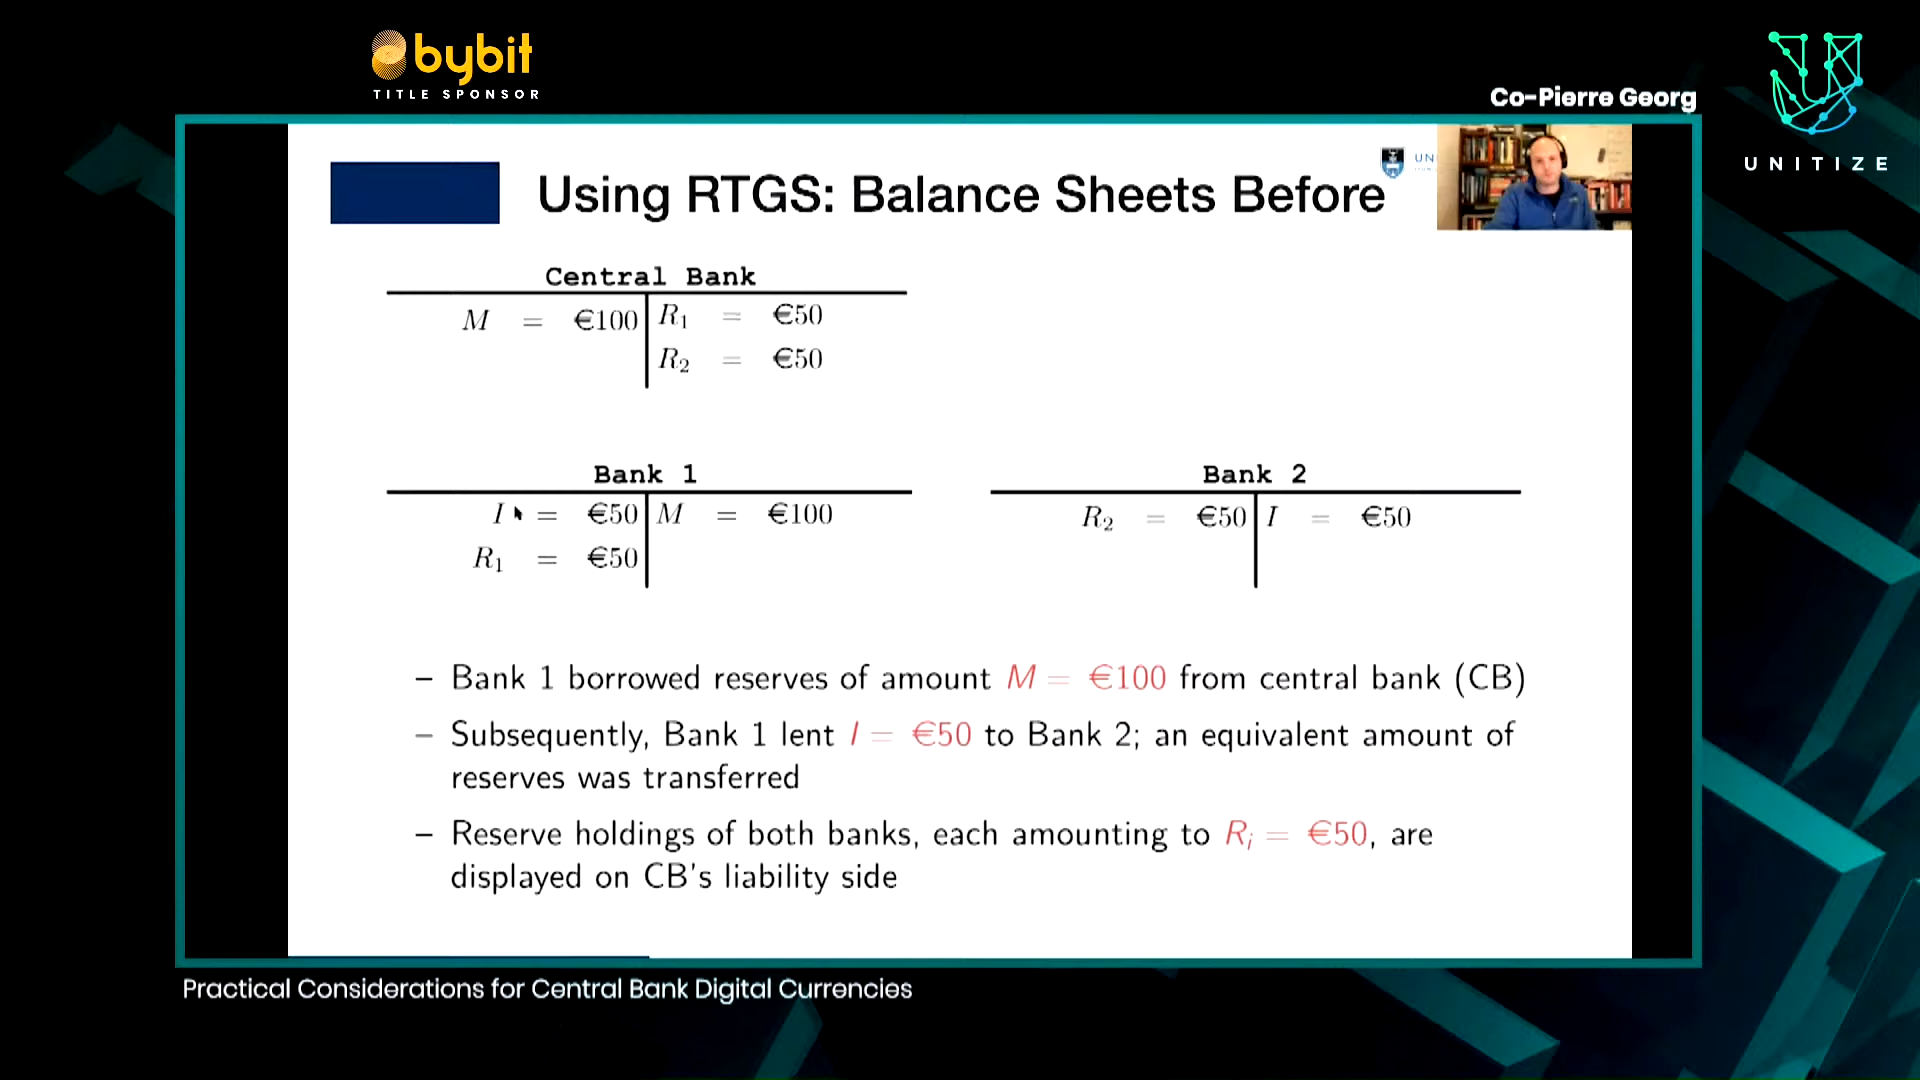 bybit
TITLE SPONSOR
Co-Pierre Georg
UNITIZE
UN
Using RTGS: Balance Sheets Before
Central Bank
M = €100 R1 = €50
R2 = €50
Bank 1
I = €50 M = €100
R1 = €50
Bank 2
R2 = €50 I = €50
– Bank 1 borrowed reserves of amount M = €100 from central bank (CB)
– Subsequently, Bank 1 lent I = €50 to Bank 2; an equivalent amount of
reserves was transferred
– Reserve holdings of both banks, each amounting to Ri = €50, are
displayed on CB's liability side
Practical Considerations for Central Bank Digital Currencies